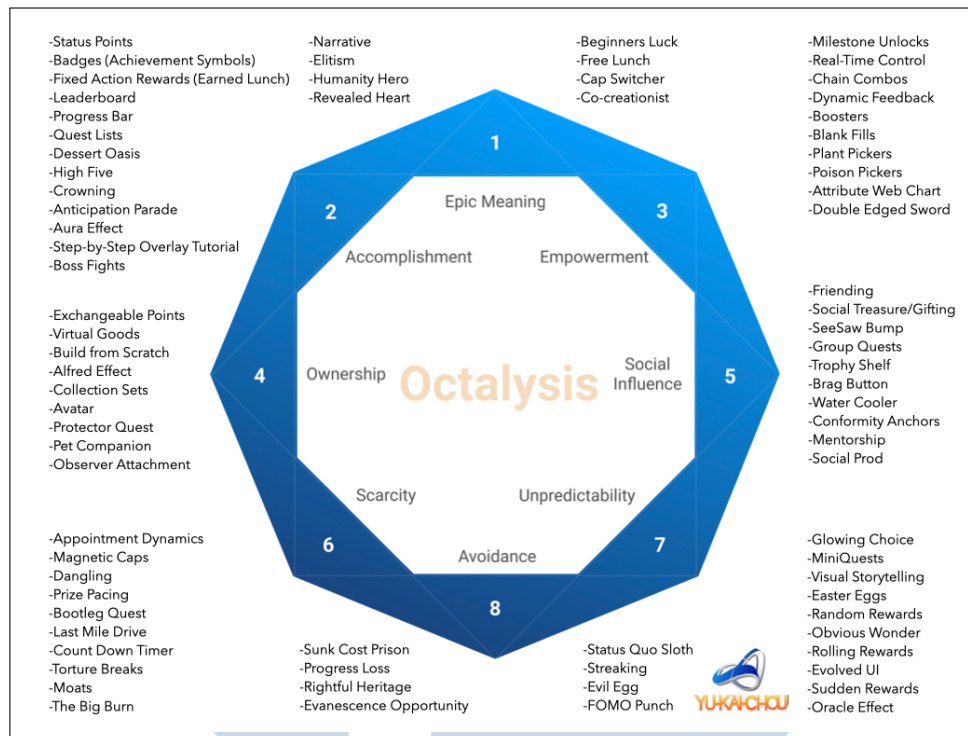 -Status Points
-Badges (Achievement Symbols)
-Fixed Action Rewards (Earned Lunch)
-Leaderboard
-Progress Bar
-Quest Lists
-Dessert Oasis
-High Five
-Crowning
-Anticipation Parade
-Aura Effect
-Step-by-Step Overlay Tutorial
-Boss Fights
-Narrative
-Elitism
-Humanity Hero
-Revealed Heart
-Beginners Luck
-Free Lunch
-Cap Switcher
-Co-creationist
-Milestone Unlocks
-Real-Time Control
-Chain Combos
-Dynamic Feedback
-Boosters
-Blank Fills
-Plant Pickers
-Poison Pickers
-Attribute Web Chart
-Double Edged Sword
1
Epic Meaning
2
Accomplishment
3
Empowerment
-Exchangeable Points
-Virtual Goods
-Build from Scratch
-Alfred Effect
-Collection Sets
-Avatar
-Protector Quest
-Pet Companion
-Observer Attachment
4
Ownership
Octalysis
Social
Influence
5
-Friending
-Social Treasure/Gifting
-SeeSaw Bump
-Group Quests
-Trophy Shelf
-Brag Button
-Water Cooler
-Conformity Anchors
-Mentorship
-Social Prod
Scarcity
6
Unpredictability
7
Avoidance
8
-Appointment Dynamics
-Magnetic Caps
-Dangling
-Prize Pacing
-Bootleg Quest
-Last Mile Drive
-Count Down Timer
-Torture Breaks
-Moats
-The Big Burn
-Sunk Cost Prison
-Progress Loss
-Rightful Heritage
-Evanescence Opportunity
-Status Quo Sloth
-Streaking
-Evil Egg
-FOMO Punch
YU-KAI-CHOU
-Glowing Choice
-MiniQuests
-Visual Storytelling
-Easter Eggs
-Random Rewards
-Obvious Wonder
-Rolling Rewards
-Evolved UI
-Sudden Rewards
-Oracle Effect